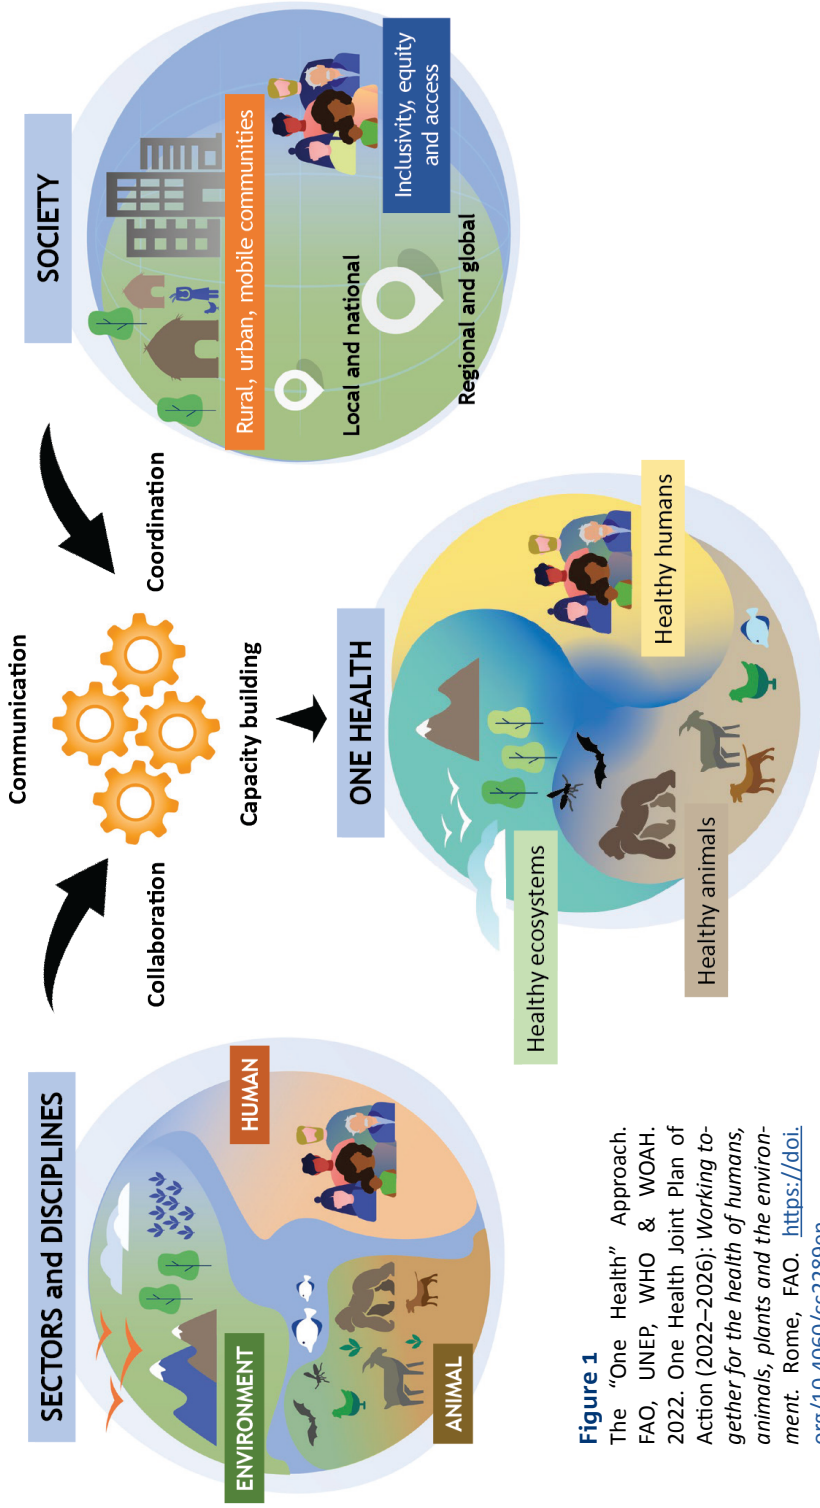 SECTORS and DISCIPLINES
ENVIRONMENT
HUMAN
ANIMAL
Communication
Collaboration
Coordination
Capacity building
SOCIETY
Rural, urban, mobile communities
Local and national
Inclusivity, equity
and access
Regional and global
ONE HEALTH
Healthy ecosystems
Healthy humans
Healthy animals
Figure 1
The “One Health” Approach.
FAO, UNEP, WHO & WOAH.
2022. One Health Joint Plan of
Action (2022–2026): Working to-
gether for the health of humans,
animals, plants and the environ-
ment. Rome, FAO. https://doi.